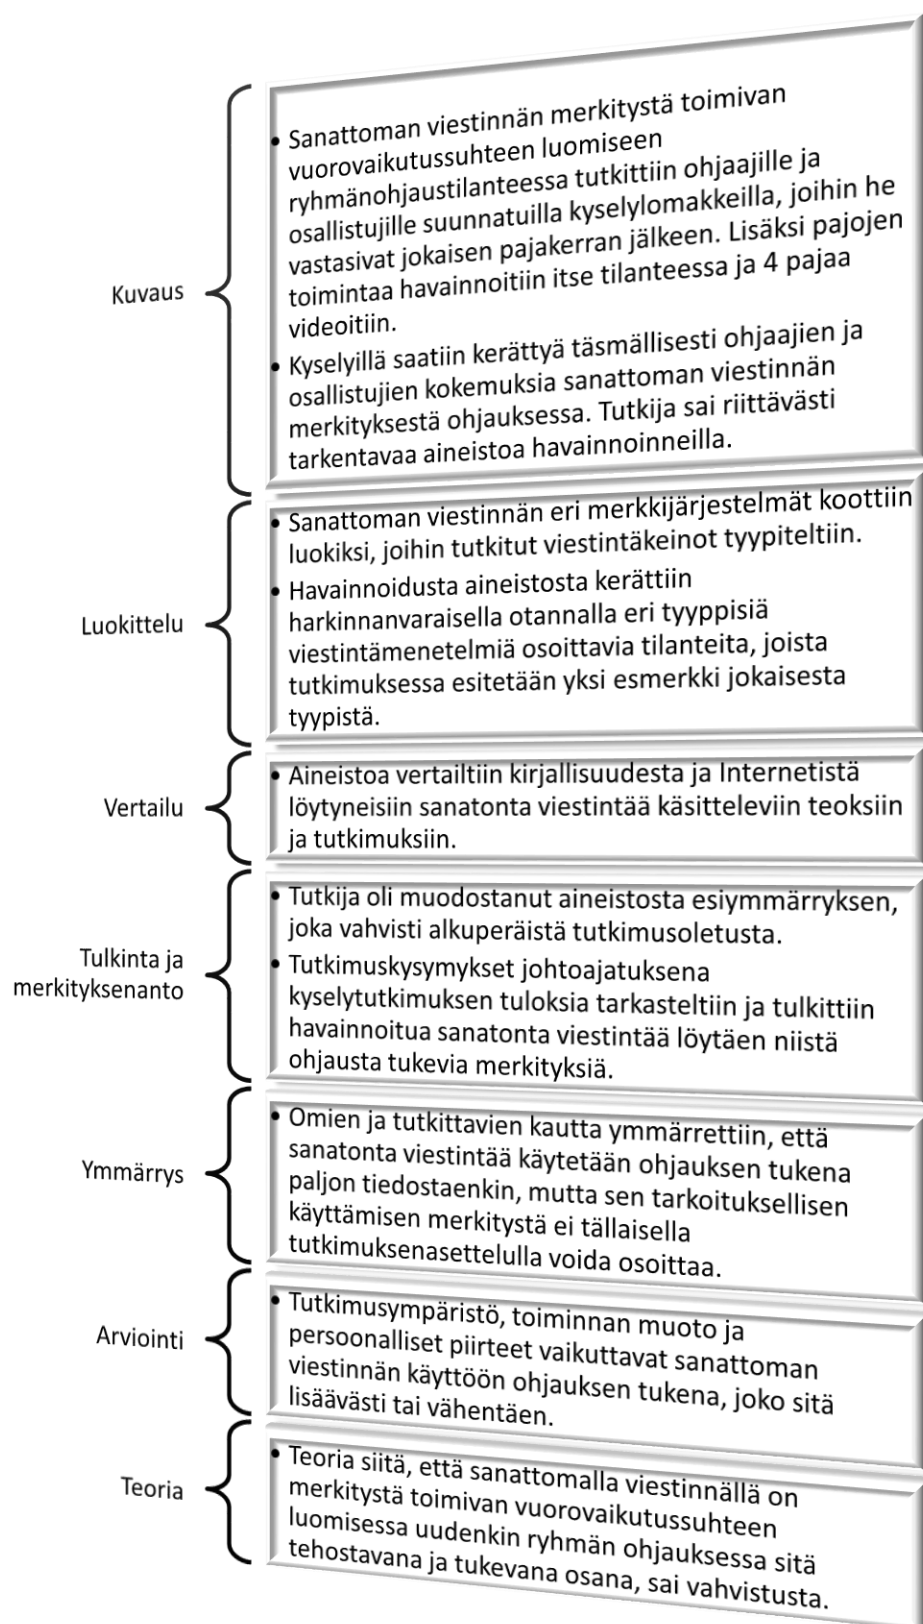 Kuvaus
• Sanattoman viestinnän merkitystä toimivan
vuorovaikutussuhteen luomiseen
ryhmänohjaustilanteessa tutkittiin ohjaajille ja
osallistujille suunnatuilla kyselylomakkeilla, joihin he
vastasivat jokaisen pajakerran jälkeen. Lisäksi pajojen
toimintaa havainnoitiin itse tilanteessa ja 4 pajaa
videoitiin.
• Kyselyillä saatiin kerättyä täsmällisesti ohjaajien ja
osallistujien kokemuksia sanattoman viestinnän
merkityksestä ohjauksessa. Tutkija sai riittävästi
tarkentavaa aineistoa havainnoinneilla.
Luokittelu
• Sanattoman viestinnän eri merkkijärjestelmät koottiin
luokiksi, joihin tutkitut viestintäkeinot tyypiteltiin.
• Havainnoidusta aineistosta kerättiin
harkinnanvaraisella otannalla eri tyyppisiä
viestintämenetelmiä osoittavia tilanteita, joista
tutkimuksessa esitetään yksi esmerkki jokaisesta
tyypistä.
Vertailu
• Aineistoa vertailtiin kirjallisuudesta ja Internetistä
löytyneisiin sanatonta viestintää käsitteleviin teoksiin
ja tutkimuksiin.
Tulkinta ja
merkityksenanto
• Tutkija oli muodostanut aineistosta esiymmärryksen,
joka vahvisti alkuperäistä tutkimusoletusta.
• Tutkimuskysymykset johtoajatuksena
kyselytutkimuksen tuloksia tarkasteltiin ja tulkittiin
havainnoitua sanatonta viestintää löytäen niistä
ohjausta tukevia merkityksiä.
Ymmärrys
• Omien ja tutkittavien kautta ymmärrettiin, että
sanatonta viestintää käytetään ohjauksen tukena
paljon tiedostaenkin, mutta sen tarkoituksellisen
käyttämisen merkitystä ei tällaisella
tutkimuksenasettelulla voida osoittaa.
Arviointi
• Tutkimusympäristö, toiminnan muoto ja
persoonalliset piirteet vaikuttavat sanattoman
viestinnän käyttöön ohjauksen tukena, joko sitä
lisäävästi tai vähentäen.
Teoria
• Teoria siitä, että sanattomalla viestinnällä on
merkitystä toimivan vuorovaikutussuhteen
luomisessa uudenkin ryhmän ohjauksessa sitä
tehostavana ja tukevana osana, sai vahvistusta.